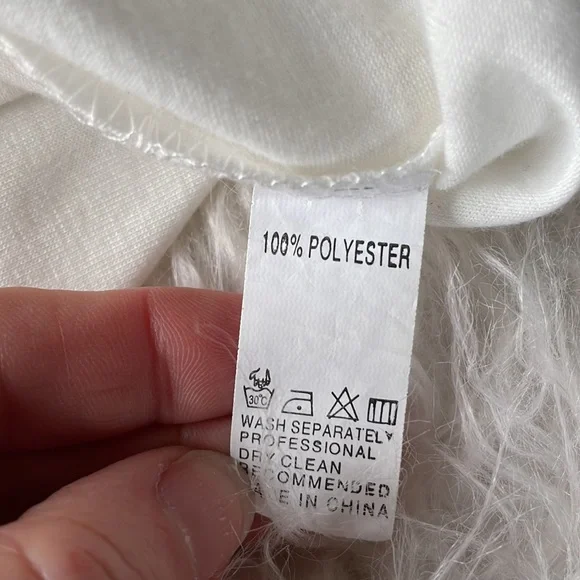 100% POLYESTER
30°C
WASH SEPARATELY
PROFESSIONAL
DRY CLEAN
RECOMMENDED
MADE IN CHINA